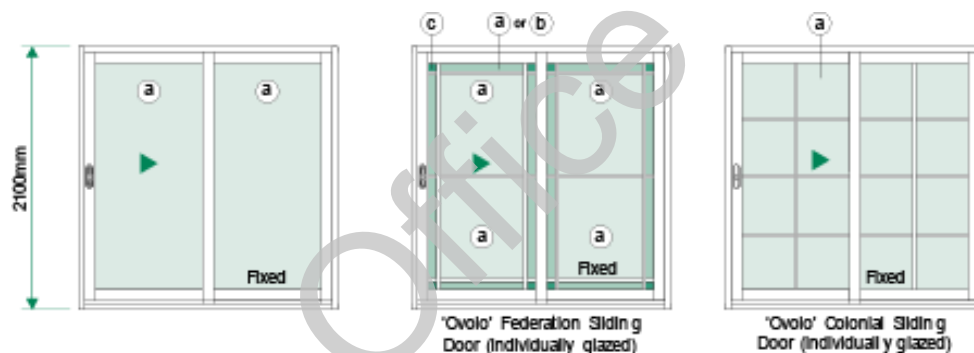 c
a or b
a
a
a
a
a
2100mm
a
a
Fixed
Fixed
Fixed
'Ovolo' Federation Sliding
Door (individually glazed)
'Ovolo' Colonial Sliding
Door (individually glazed)
Office